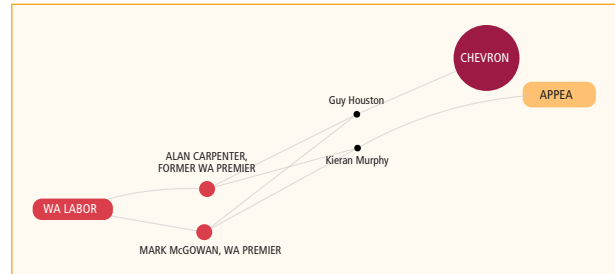 CHEVRON
APPEA
Guy Houston
Kieran Murphy
ALAN CARPENTER,
FORMER WA PREMIER
WA LABOR
MARK McGOWAN, WA PREMIER